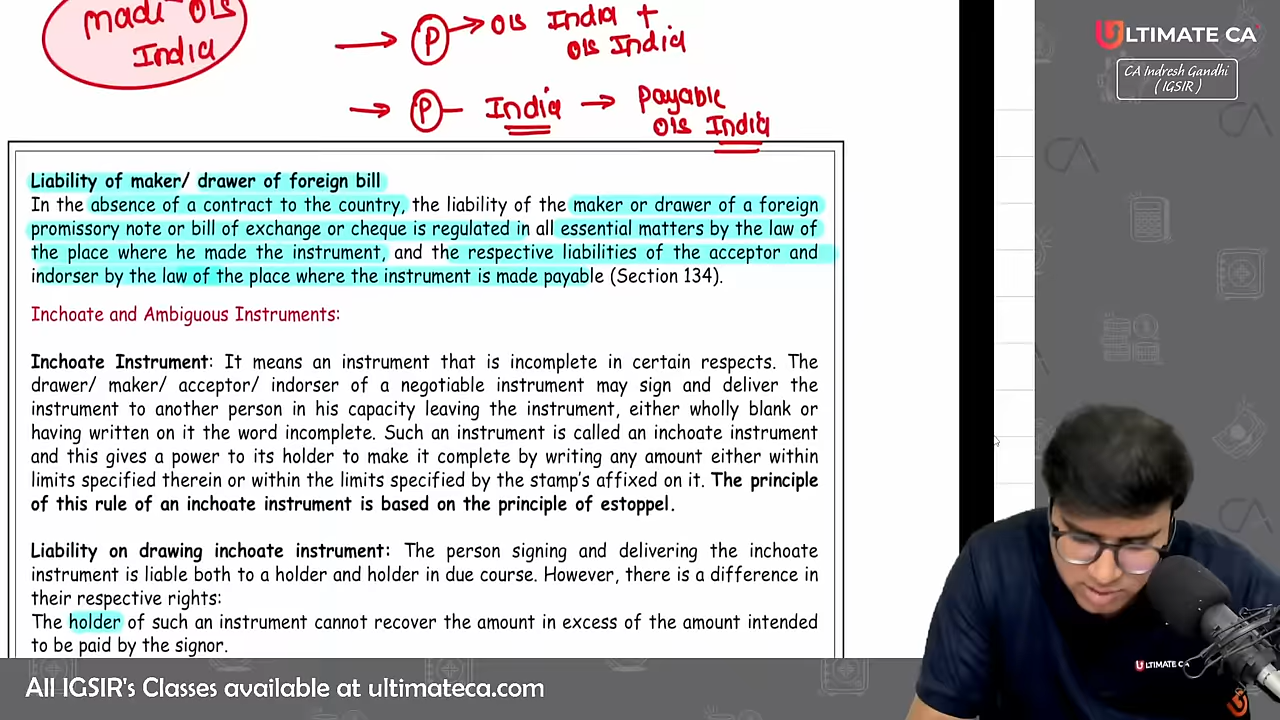 made o/s
India
→ P → o/s India +
o/s India
→ P - India → Payable
o/s India
ULTIMATE CA
CA Indresh Gandhi
( IGSIR )
Liability of maker/ drawer of foreign bill
In the absence of a contract to the country, the liability of the maker or drawer of a foreign
promissory note or bill of exchange or cheque is regulated in all essential matters by the law of
the place where he made the instrument, and the respective liabilities of the acceptor and
indorser by the law of the place where the instrument is made payable (Section 134).
Inchoate and Ambiguous Instruments:
Inchoate Instrument: It means an instrument that is incomplete in certain respects. The
drawer/ maker/ acceptor/ indorser of a negotiable instrument may sign and deliver the
instrument to another person in his capacity leaving the instrument, either wholly blank or
having written on it the word incomplete. Such an instrument is called an inchoate instrument
and this gives a power to its holder to make it complete by writing any amount either within
limits specified therein or within the limits specified by the stamp's affixed on it. The principle
of this rule of an inchoate instrument is based on the principle of estoppel.
Liability on drawing inchoate instrument: The person signing and delivering the inchoate
instrument is liable both to a holder and holder in due course. However, there is a difference in
their respective rights:
The holder of such an instrument cannot recover the amount in excess of the amount intended
to be paid by the signor.
ULTIMATE CA
All IGSIR's Classes available at ultimateca.com